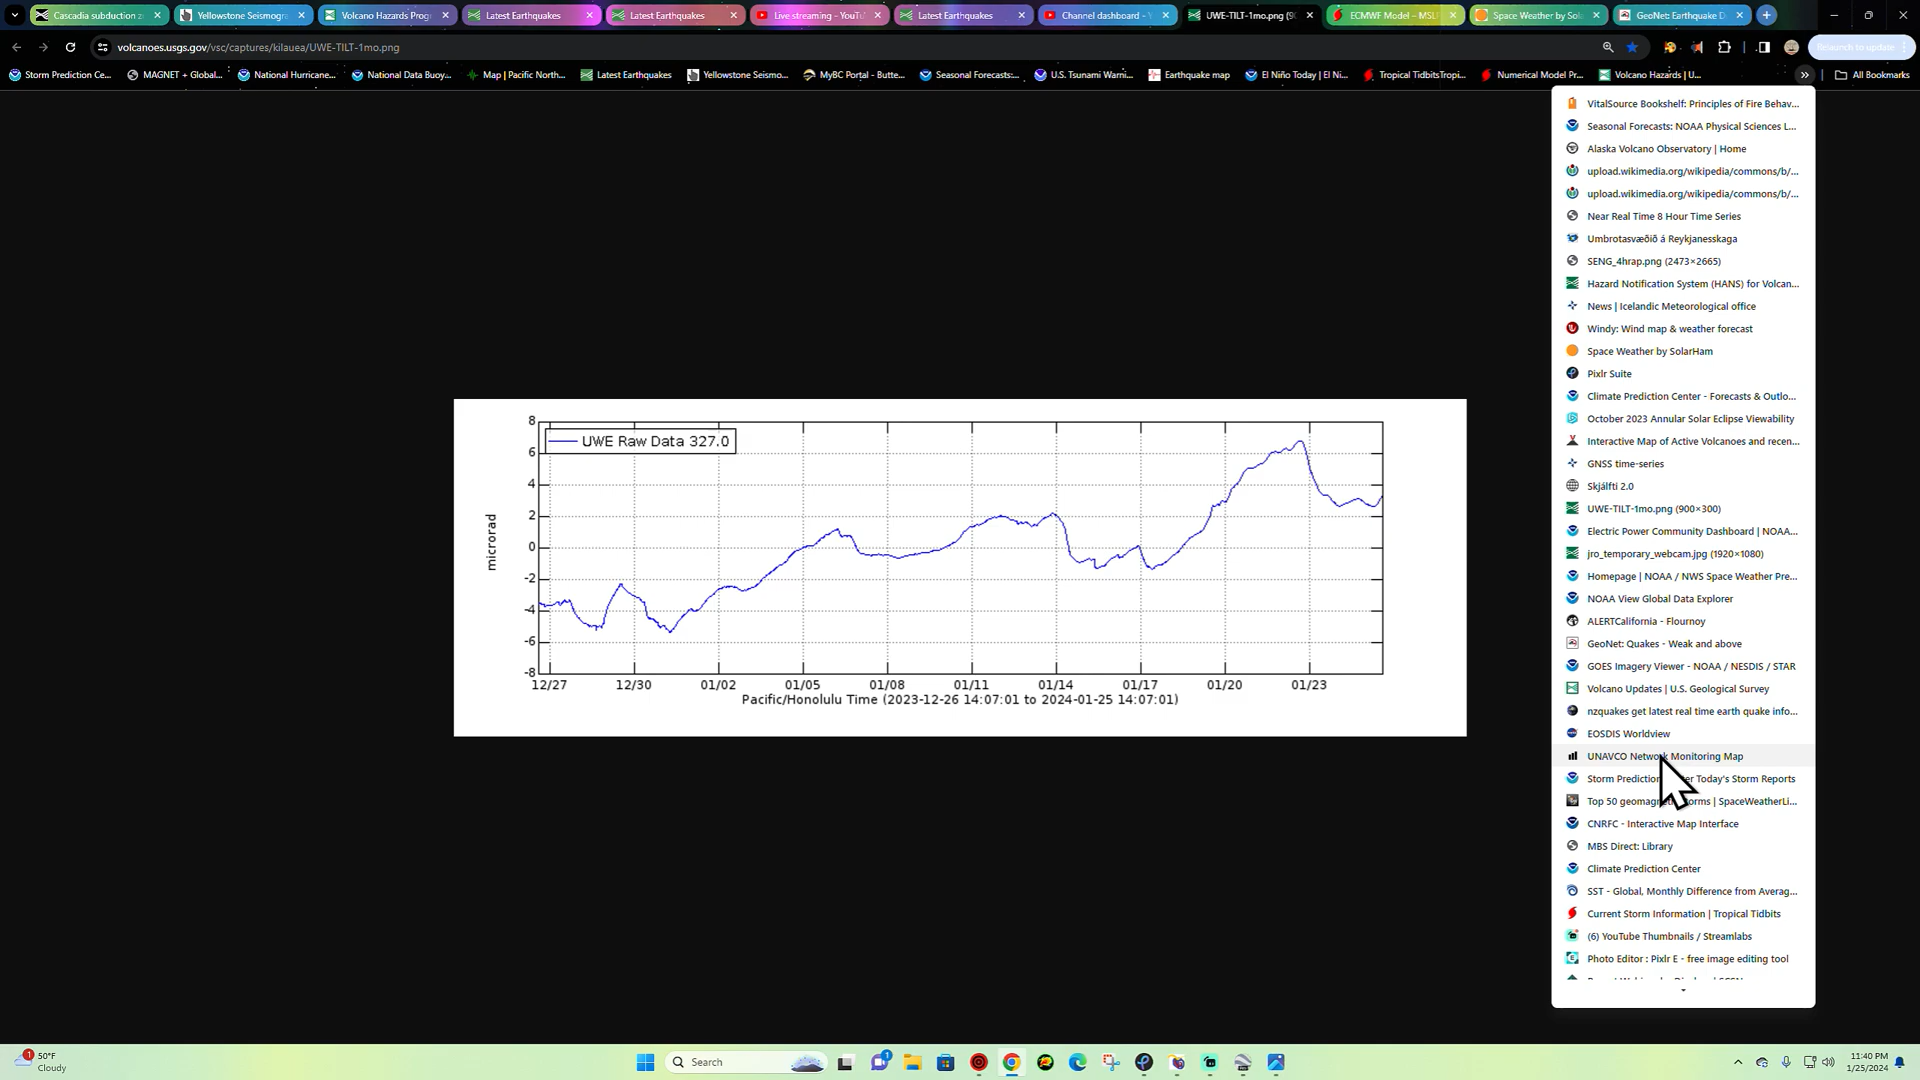 Cascadia subduction z
Yellowstone Seismogra
Volcano Hazards Prog
Latest Earthquakes
Latest Earthquakes
Live streaming - YouTu
Latest Earthquakes
Channel dashboard - Y
UWE-TILT-1mo.png (90
ECMWF Model – MSL
Space Weather by Sol
GeoNet: Earthquake D
volcanoes.usgs.gov/vsc/captures/kilauea/UWE-TILT-1mo.png
Relaunch to update
Storm Prediction Ce...
MAGNET + Global...
National Hurricane...
National Data Buoy...
Map | Pacific North...
Latest Earthquakes
Yellowstone Seismo...
MyBC Portal - Butte...
Seasonal Forecasts:...
U.S. Tsunami Warni...
Earthquake map
El Niño Today | El Ni...
Tropical TidbitsTropi...
Numerical Model Pr...
Volcano Hazards | U...
»
All Bookmarks
VitalSource Bookshelf: Principles of Fire Behav...
Seasonal Forecasts: NOAA Physical Sciences L...
Alaska Volcano Observatory | Home
upload.wikimedia.org/wikipedia/commons/b/...
upload.wikimedia.org/wikipedia/commons/b/...
Near Real Time 8 Hour Time Series
Umbrotasvæðið á Reykjanesskaga
SENG_4hrap.png (2473×2665)
Hazard Notification System (HANS) for Volcan...
News | Icelandic Meteorological office
Windy: Wind map & weather forecast
Space Weather by SolarHam
Pixlr Suite
Climate Prediction Center - Forecasts & Outlo...
October 2023 Annular Solar Eclipse Viewability
Interactive Map of Active Volcanoes and recen...
GNSS time-series
Skjálfti 2.0
UWE-TILT-1mo.png (900×300)
Electric Power Community Dashboard | NOAA...
jro_temporary_webcam.jpg (1920×1080)
Homepage | NOAA / NWS Space Weather Pre...
NOAA View Global Data Explorer
ALERTCalifornia - Flournoy
GeoNet: Quakes - Weak and above
GOES Imagery Viewer - NOAA / NESDIS / STAR
Volcano Updates | U.S. Geological Survey
nzquakes get latest real time earth quake info...
EOSDIS Worldview
UNAVCO Network Monitoring Map
Storm Prediction er Today's Storm Reports
Top 50 geomagn orms | SpaceWeatherLi...
CNRFC - Interactive Map Interface
MBS Direct: Library
Climate Prediction Center
SST - Global, Monthly Difference from Averag...
Current Storm Information | Tropical Tidbits
(6) YouTube Thumbnails / Streamlabs
Photo Editor : Pixlr E - free image editing tool
UWE Raw Data 327.0
8
6
4
2
0
-2
-4
-6
-8
microrad
12/27 12/30 01/02 01/05 01/08 01/11 01/14 01/17 01/20 01/23
Pacific/Honolulu Time (2023-12-26 14:07:01 to 2024-01-25 14:07:01)
1
50°F
Cloudy
Search
1
11:40 PM
1/25/2024